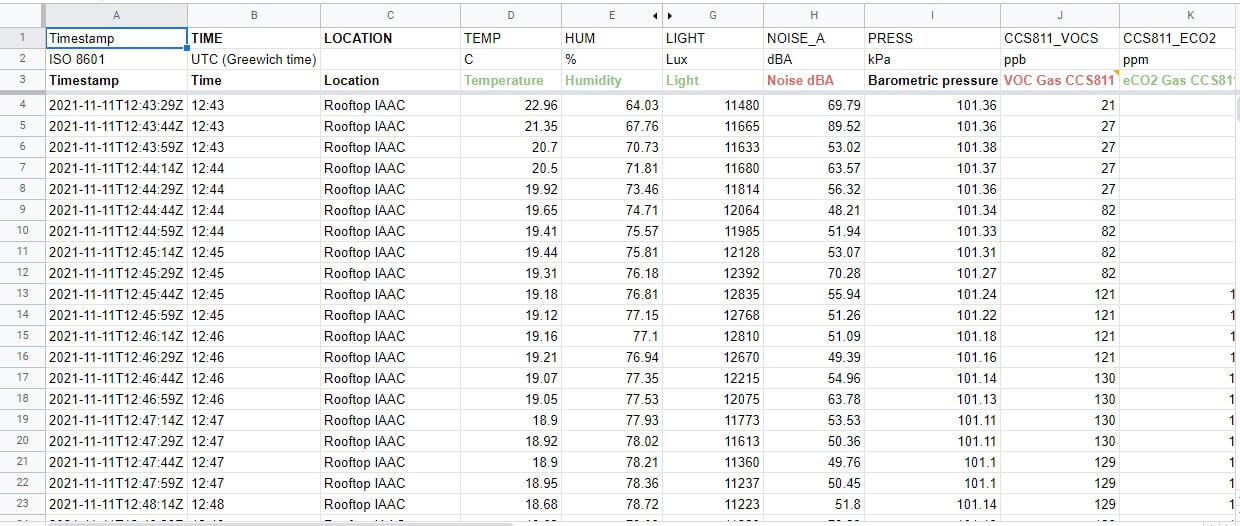 A B C D E G H I J K
1 Timestamp TIME LOCATION TEMP HUM LIGHT NOISE_A PRESS CCS811_VOCS CCS811_ECO2
2 ISO 8601 UTC (Greewich time) C % Lux dBA kPa ppb ppm
3 Timestamp Time Location Temperature Humidity Light Noise dBA Barometric pressure VOC Gas CCS811 eCO2 Gas CCS81
4 2021-11-11T12:43:29Z 12:43 Rooftop IAAC 22.96 64.03 11480 69.79 101.36 21
5 2021-11-11T12:43:44Z 12:43 Rooftop IAAC 21.35 67.76 11665 89.52 101.36 27
6 2021-11-11T12:43:59Z 12:43 Rooftop IAAC 20.7 70.73 11633 53.02 101.38 27
7 2021-11-11T12:44:14Z 12:44 Rooftop IAAC 20.5 71.81 11680 63.57 101.37 27
8 2021-11-11T12:44:29Z 12:44 Rooftop IAAC 19.92 73.46 11814 56.32 101.36 27
9 2021-11-11T12:44:44Z 12:44 Rooftop IAAC 19.65 74.71 12064 48.21 101.34 82
10 2021-11-11T12:44:59Z 12:44 Rooftop IAAC 19.41 75.57 11985 51.94 101.33 82
11 2021-11-11T12:45:14Z 12:45 Rooftop IAAC 19.44 75.81 12128 53.07 101.31 82
12 2021-11-11T12:45:29Z 12:45 Rooftop IAAC 19.31 76.18 12392 70.28 101.27 82
13 2021-11-11T12:45:44Z 12:45 Rooftop IAAC 19.18 76.81 12835 55.94 101.24 121 1
14 2021-11-11T12:45:59Z 12:45 Rooftop IAAC 19.12 77.15 12768 51.26 101.22 121 1
15 2021-11-11T12:46:14Z 12:46 Rooftop IAAC 19.16 77.1 12810 51.09 101.18 121 1
16 2021-11-11T12:46:29Z 12:46 Rooftop IAAC 19.21 76.94 12670 49.39 101.16 121 1
17 2021-11-11T12:46:44Z 12:46 Rooftop IAAC 19.07 77.35 12215 54.96 101.14 130 1
18 2021-11-11T12:46:59Z 12:46 Rooftop IAAC 19.05 77.53 12075 63.78 101.13 130 1
19 2021-11-11T12:47:14Z 12:47 Rooftop IAAC 18.9 77.93 11773 53.53 101.11 130 1
20 2021-11-11T12:47:29Z 12:47 Rooftop IAAC 18.92 78.02 11613 50.36 101.11 130 1
21 2021-11-11T12:47:44Z 12:47 Rooftop IAAC 18.9 78.21 11360 49.76 101.1 129 1
22 2021-11-11T12:47:59Z 12:47 Rooftop IAAC 18.95 78.36 11237 50.45 101.1 129 1
23 2021-11-11T12:48:14Z 12:48 Rooftop IAAC 18.68 78.72 11223 51.8 101.14 129 1